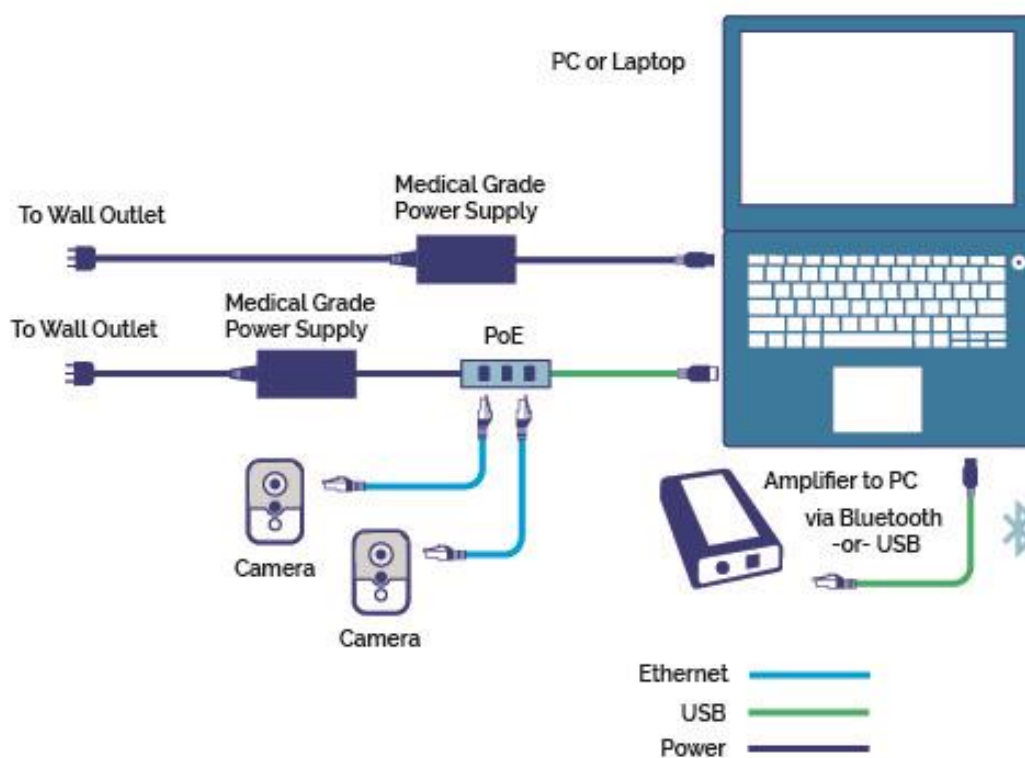 PC or Laptop
Medical Grade
Power Supply
To Wall Outlet
Medical Grade
Power Supply
To Wall Outlet
PoE
Amplifier to PC
via Bluetooth
-or- USB
Camera
Camera
Ethernet
USB
Power